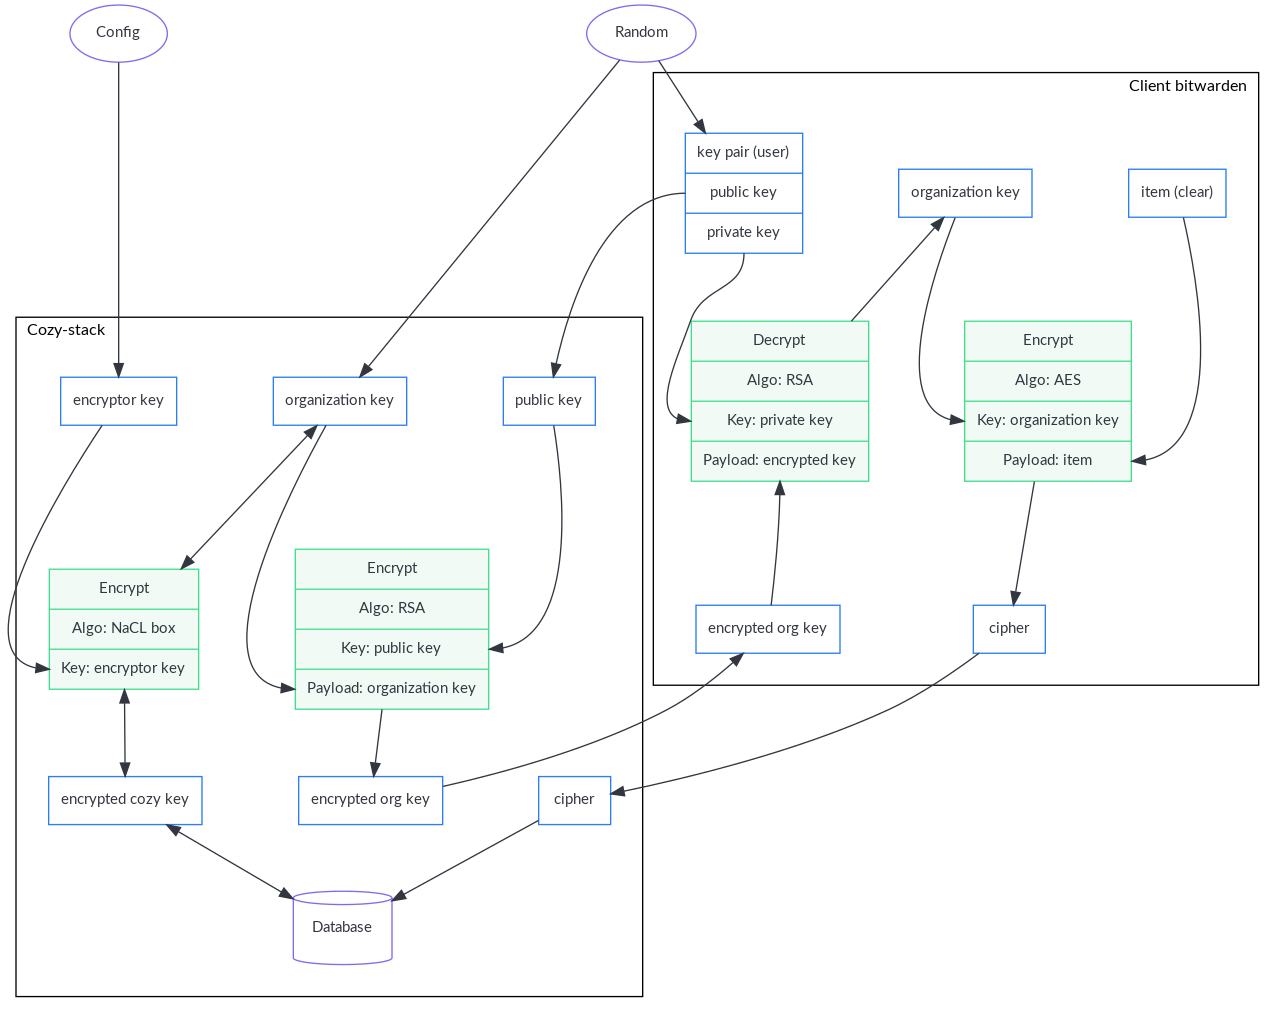 Config
Random
Client bitwarden
key pair (user)
public key
private key
organization key
item (clear)
Cozy-stack
encryptor key
organization key
public key
Decrypt
Algo: RSA
Key: private key
Payload: encrypted key
Encrypt
Algo: AES
Key: organization key
Payload: item
Encrypt
Algo: NaCL box
Key: encryptor key
Encrypt
Algo: RSA
Key: public key
Payload: organization key
encrypted org key
cipher
encrypted cozy key
encrypted org key
cipher
Database